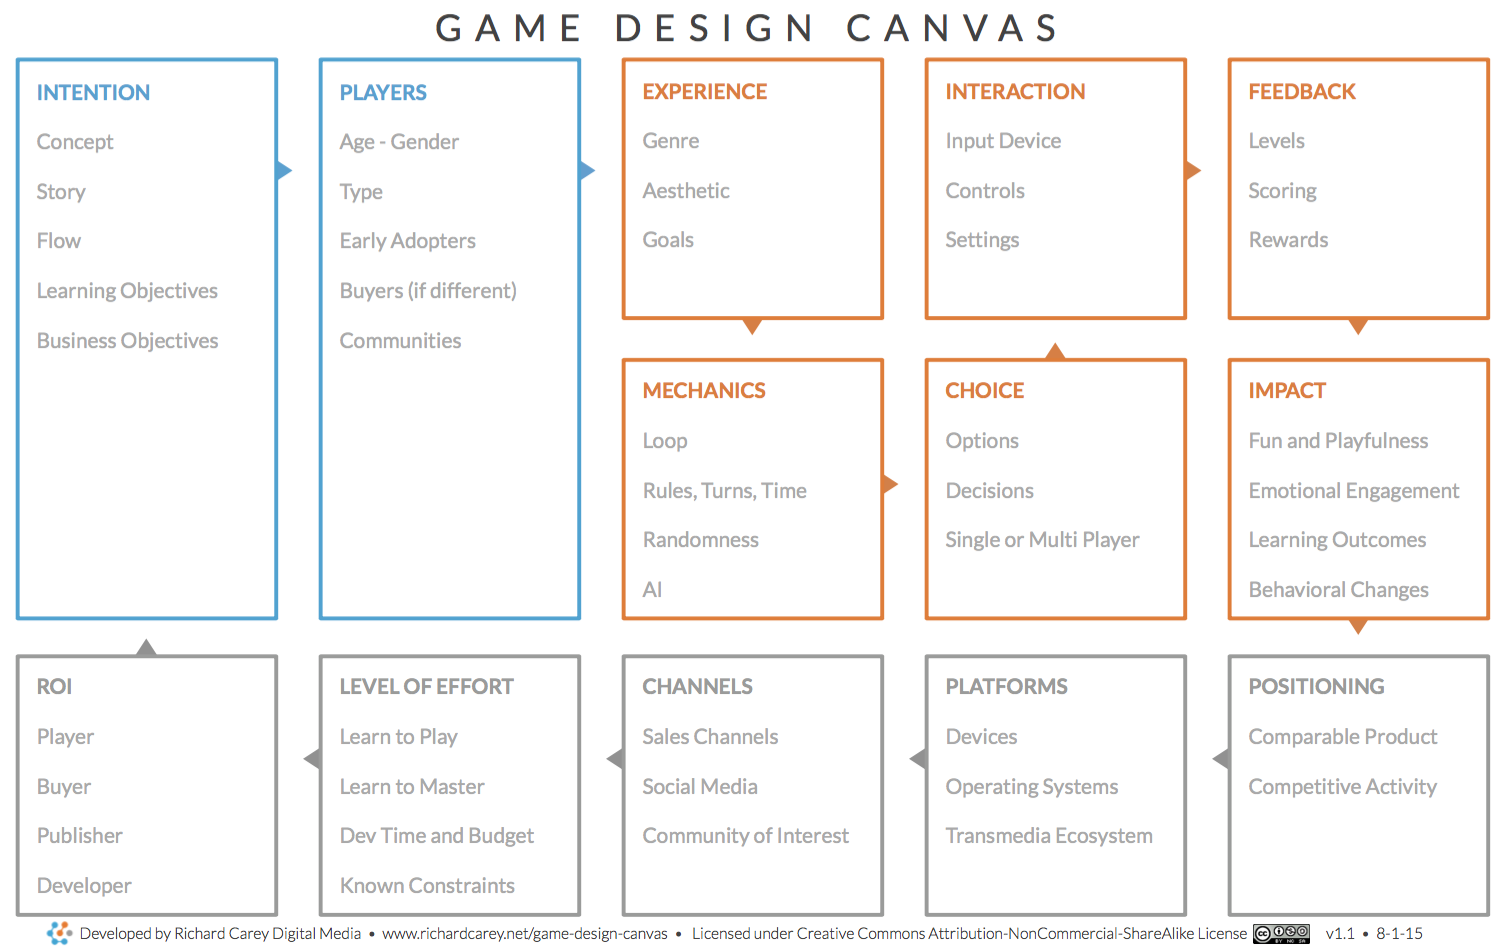 GAME DESIGN CANVAS
INTENTION
Concept
Story
Flow
Learning Objectives
Business Objectives
PLAYERS
Age - Gender
Type
Early Adopters
Buyers (if different)
Communities
EXPERIENCE
Genre
Aesthetic
Goals
MECHANICS
Loop
Rules, Turns, Time
Randomness
AI
CHOICE
Options
Decisions
Single or Multi Player
INTERACTION
Input Device
Controls
Settings
FEEDBACK
Levels
Scoring
Rewards
IMPACT
Fun and Playfulness
Emotional Engagement
Learning Outcomes
Behavioral Changes
POSITIONING
Comparable Product
Competitive Activity
PLATFORMS
Devices
Operating Systems
Transmedia Ecosystem
CHANNELS
Sales Channels
Social Media
Community of Interest
LEVEL OF EFFORT
Learn to Play
Learn to Master
Dev Time and Budget
Known Constraints
ROI
Player
Buyer
Publisher
Developer
Developed by Richard Carey Digital Media • www.richardcarey.net/game-design-canvas • Licensed under Creative Commons Attribution-NonCommercial-ShareAlike License cc BY NC SA v1.1 • 8-1-15